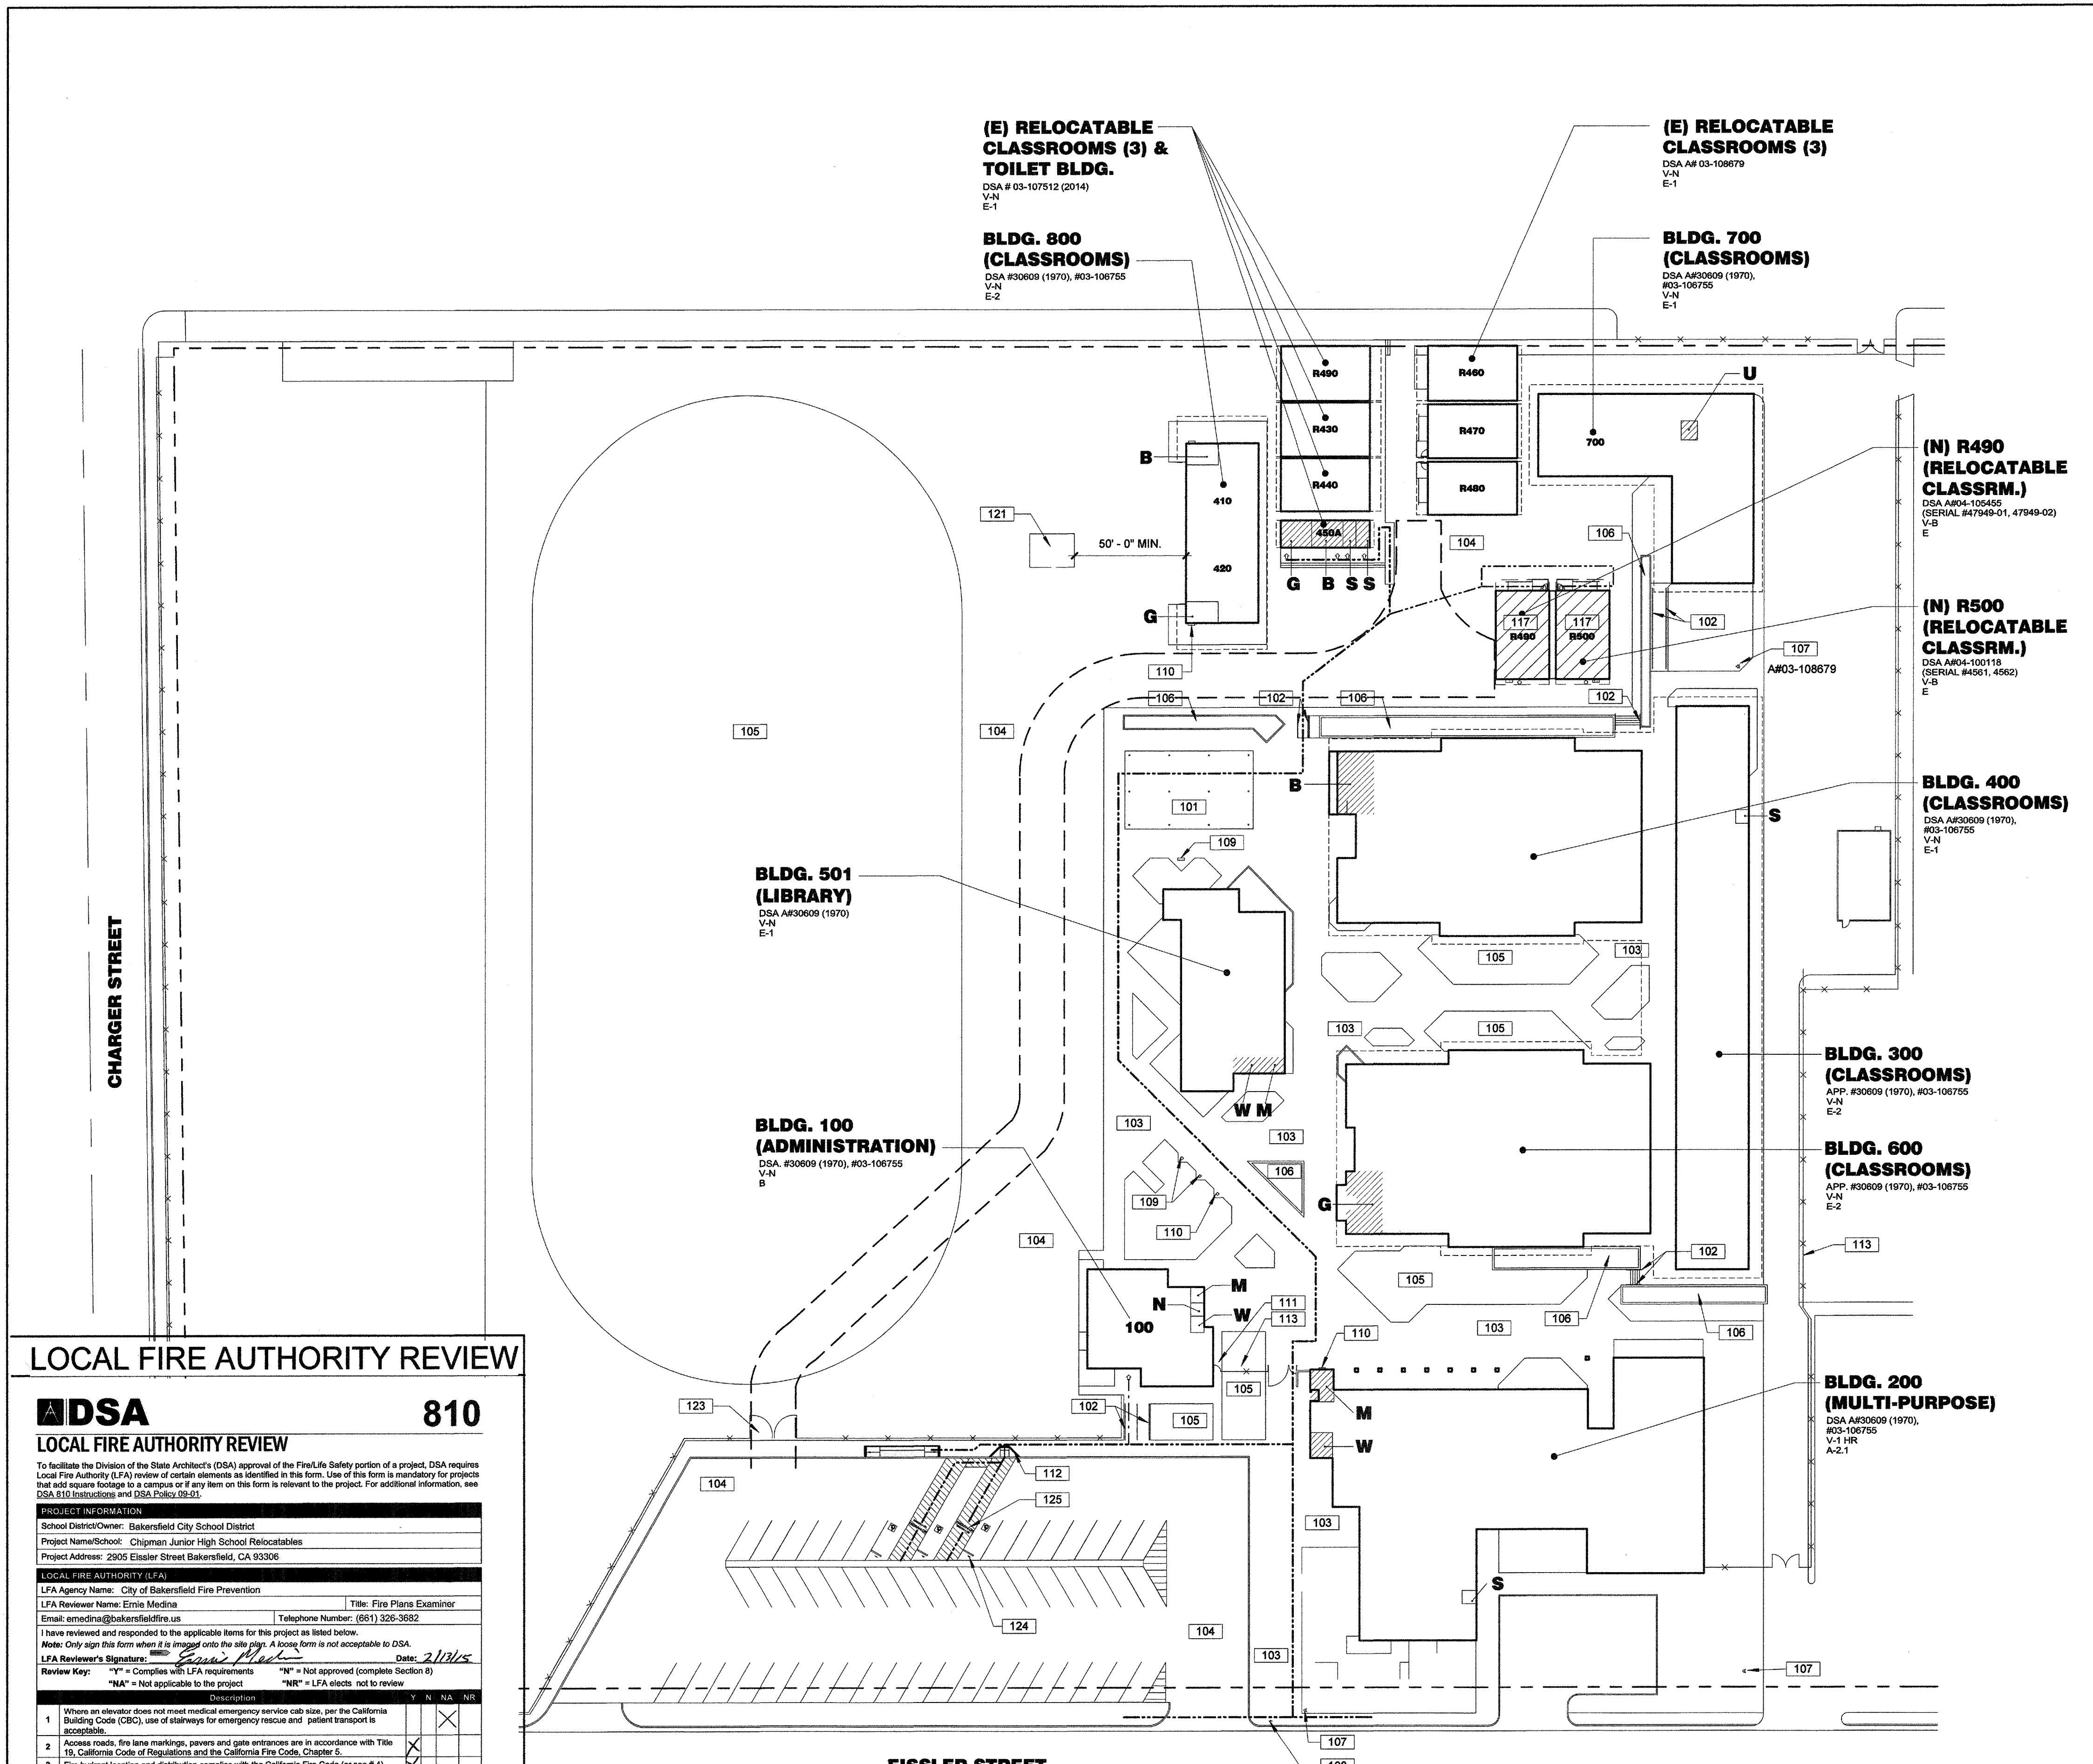 (E) RELOCATABLE
CLASSROOMS (3) &
TOILET BLDG.
DSA # 03-107512 (2014)
V-N
E-1
(E) RELOCATABLE
CLASSROOMS (3)
DSA A# 03-108679
V-N
E-1
BLDG. 800
(CLASSROOMS)
DSA #30609 (1970), #03-106755
V-N
E-2
BLDG. 700
(CLASSROOMS)
DSA A#30609 (1970),
#03-106755
V-N
E-1
R490
R460
U
R430
R470
700
B
R440
R480
410
(N) R490
(RELOCATABLE
CLASSRM.)
DSA A#04-105455
(SERIAL #47949-01, 47949-02)
V-B
E
121
50' - 0" MIN.
450A
104
106
420
G B S S
G
117
R490
117
R500
102
(N) R500
(RELOCATABLE
CLASSRM.)
DSA A#04-100118
(SERIAL #4561, 4562)
V-B
E
107
A#03-108679
110
106
102
106
102
105
104
B
101
BLDG. 400
(CLASSROOMS)
DSA A#30609 (1970),
#03-106755
V-N
E-1
S
109
BLDG. 501
(LIBRARY)
DSA A#30609 (1970)
V-N
E-1
CHARGER STREET
105
103
103
105
BLDG. 300
(CLASSROOMS)
APP. #30609 (1970), #03-106755
V-N
E-2
W M
BLDG. 100
(ADMINISTRATION)
DSA. #30609 (1970), #03-106755
V-N
B
103
103
BLDG. 600
(CLASSROOMS)
APP. #30609 (1970), #03-106755
V-N
E-2
106
109
G
110
104
102
113
105
M
N
W
100
111
113
106
103
106
110
105
BLDG. 200
(MULTI-PURPOSE)
DSA A#30609 (1970),
#03-106755
V-1 HR
A-2.1
123
102
105
M
W
104
112
125
103
S
124
104
103
107
107
EISSLER STREET
LOCAL FIRE AUTHORITY REVIEW
DSA 810
LOCAL FIRE AUTHORITY REVIEW
To facilitate the Division of the State Architect's (DSA) approval of the Fire/Life Safety portion of a project, DSA requires
Local Fire Authority (LFA) review of certain elements as identified in this form. Use of this form is mandatory for projects
that add square footage to a campus or if any item on this form is relevant to the project. For additional information, see
DSA 810 Instructions and DSA Policy 09-01.
PROJECT INFORMATION
School District/Owner: Bakersfield City School District
Project Name/School: Chipman Junior High School Relocatables
Project Address: 2905 Eissler Street Bakersfield, CA 93306
LOCAL FIRE AUTHORITY (LFA)
LFA Agency Name: City of Bakersfield Fire Prevention
LFA Reviewer Name: Ernie Medina Title: Fire Plans Examiner
Email: emedina@bakersfieldfire.us Telephone Number: (661) 326-3682
I have reviewed and responded to the applicable items for this project as listed below.
Note: Only sign this form when it is imaged onto the site plan. A loose form is not acceptable to DSA.
LFA Reviewer's Signature: Ernie Medina Date: 2/13/15
Review Key: "Y" = Complies with LFA requirements "N" = Not approved (complete Section 8)
"NA" = Not applicable to the project "NR" = LFA elects not to review
Description Y N NA NR
1 Where an elevator does not meet medical emergency service cab size, per the California
Building Code (CBC), use of stairways for emergency rescue and patient transport is
acceptable. X
2 Access roads, fire lane markings, pavers and gate entrances are in accordance with Title
19, California Code of Regulations and the California Fire Code, Chapter 5. X